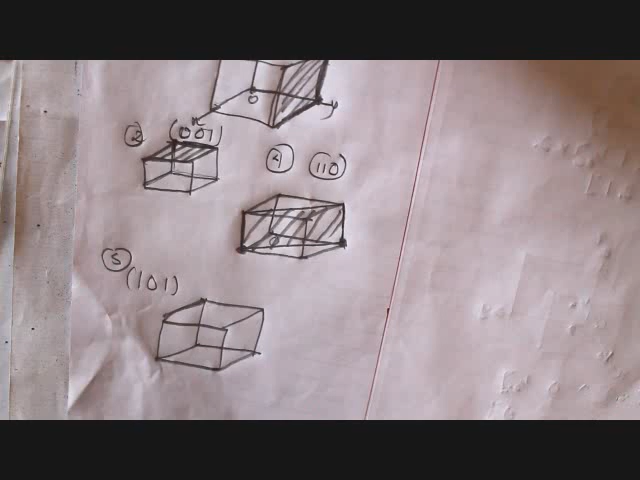 O
x
y
② (001)
④ (110)
O
⑤ (101)